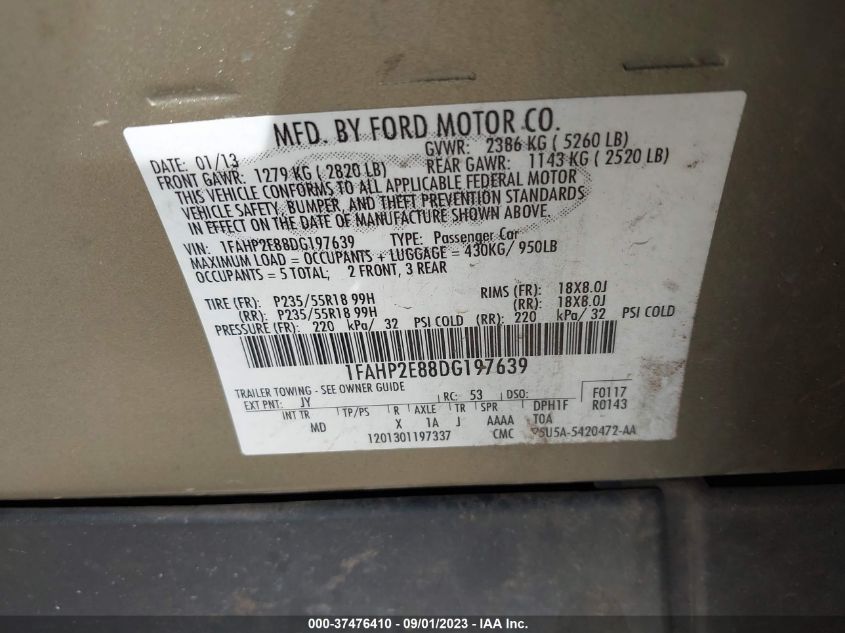 MFD. BY FORD MOTOR CO.
DATE: 01/13 GVWR: 2386 KG ( 5260 LB)
FRONT GAWR: 1279 KG ( 2820 LB) REAR GAWR: 1143 KG ( 2520 LB)
THIS VEHICLE CONFORMS TO ALL APPLICABLE FEDERAL MOTOR
VEHICLE SAFETY, BUMPER, AND THEFT PREVENTION STANDARDS
IN EFFECT ON THE DATE OF MANUFACTURE SHOWN ABOVE.
VIN: 1FAHP2E88DG197639 TYPE: Passenger Car
MAXIMUM LOAD = OCCUPANTS + LUGGAGE = 430KG/ 950LB
OCCUPANTS = 5 TOTAL; 2 FRONT, 3 REAR
TIRE (FR): P235/55R18 99H RIMS (FR): 18X8.0J
(RR): P235/55R18 99H (RR): 18X8.0J
PRESSURE (FR): 220 kPa/ 32 PSI COLD (RR): 220 kPa/ 32 PSI COLD
1FAHP2E88DG197639
TRAILER TOWING - SEE OWNER GUIDE
EXT PNT: JY RC: 53 DSO: F0117
INT TR TP/PS R AXLE TR SPR DPH1F R0143
MD X 1A J AAAA T0A
1201301197337 CMC 5U5A-5420472-AA
000-37476410 - 09/01/2023 - IAA Inc.